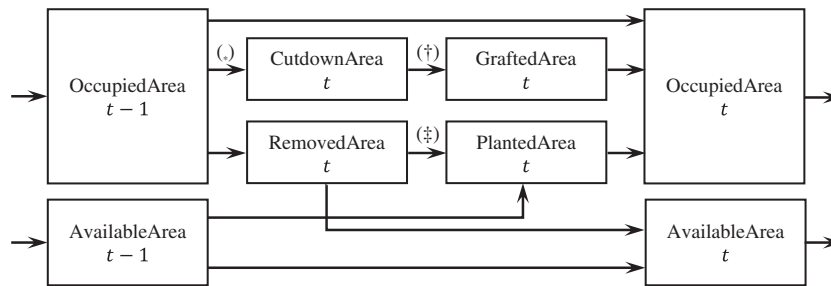 (*)
(†)
CutdownArea
t
GraftedArea
t
OccupiedArea
t − 1
OccupiedArea
t
(‡)
RemovedArea
t
PlantedArea
t
AvailableArea
t − 1
AvailableArea
t